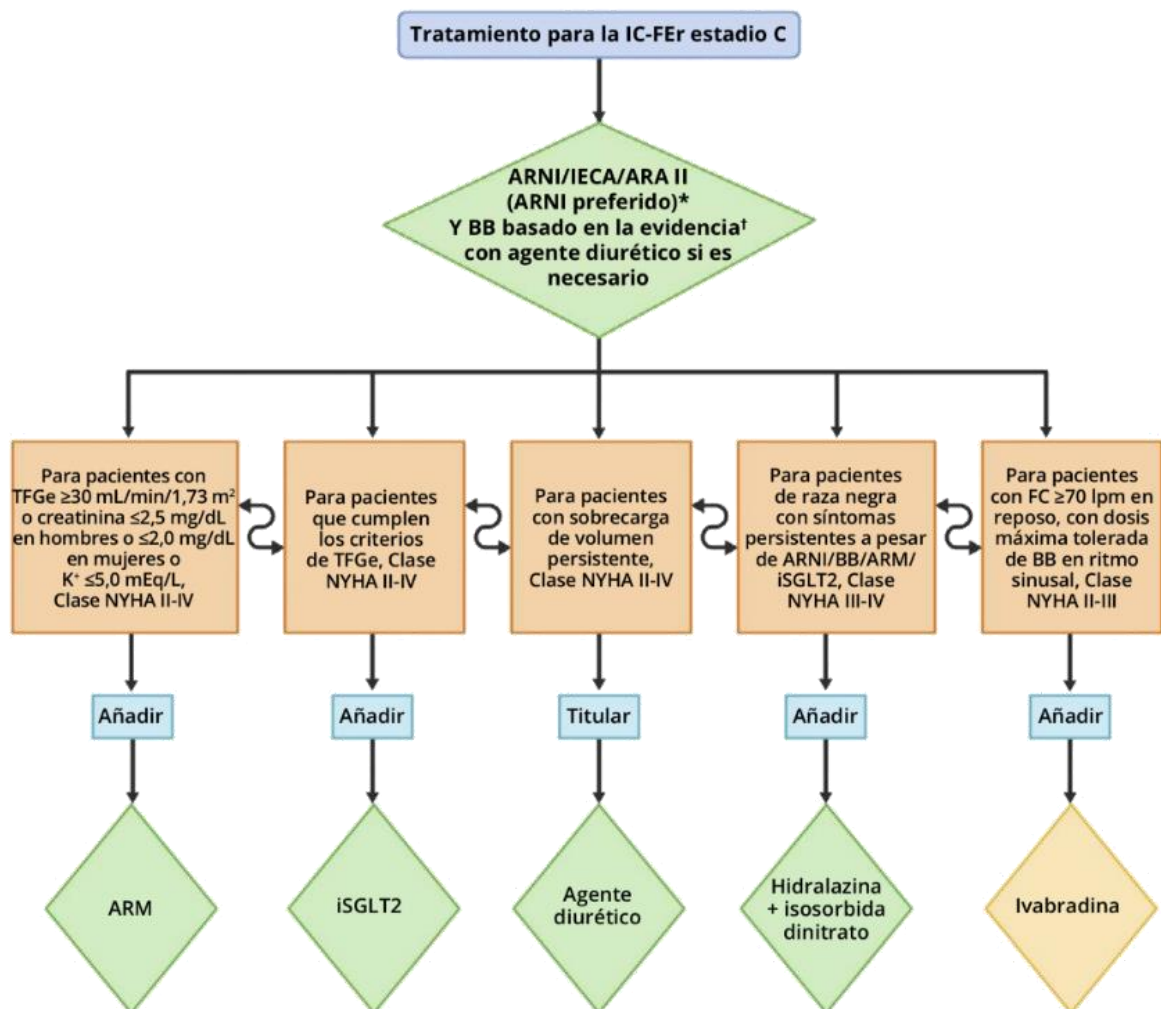 Tratamiento para la IC-FEr estadio C
ARNI/IECA/ARA II
(ARNI preferido)*
Y BB basado en la evidencia†
con agente diurético si es
necesario
Para pacientes con
TFGe ≥30 mL/min/1,73 m²
o creatinina ≤2,5 mg/dL
en hombres o ≤2,0 mg/dL
en mujeres o
K⁺ ≤5,0 mEq/L,
Clase NYHA II-IV
Para pacientes
que cumplen
los criterios
de TFGe, Clase
NYHA II-IV
Para pacientes
con sobrecarga
de volumen
persistente,
Clase NYHA II-IV
Para pacientes
de raza negra
con síntomas
persistentes a pesar
de ARNI/BB/ARM/
iSGLT2, Clase
NYHA III-IV
Para pacientes
con FC ≥70 lpm en
reposo, con dosis
máxima tolerada
de BB en ritmo
sinusal, Clase
NYHA II-III
Añadir
Añadir
Titular
Añadir
Añadir
ARM
iSGLT2
Agente
diurético
Hidralazina
+ isosorbida
dinitrato
Ivabradina